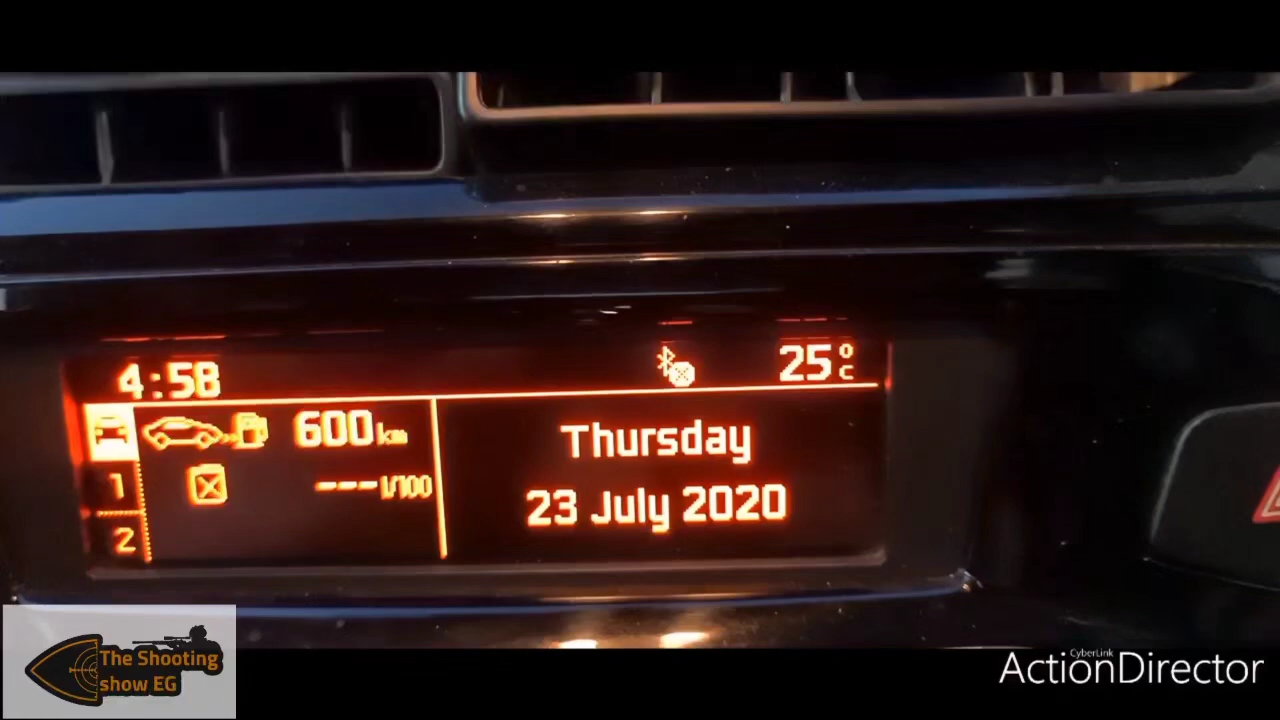 4:58
25°C
600 km
Thursday
1
---l/100
23 July 2020
2
The Shooting
show EG
CyberLink
ActionDirector